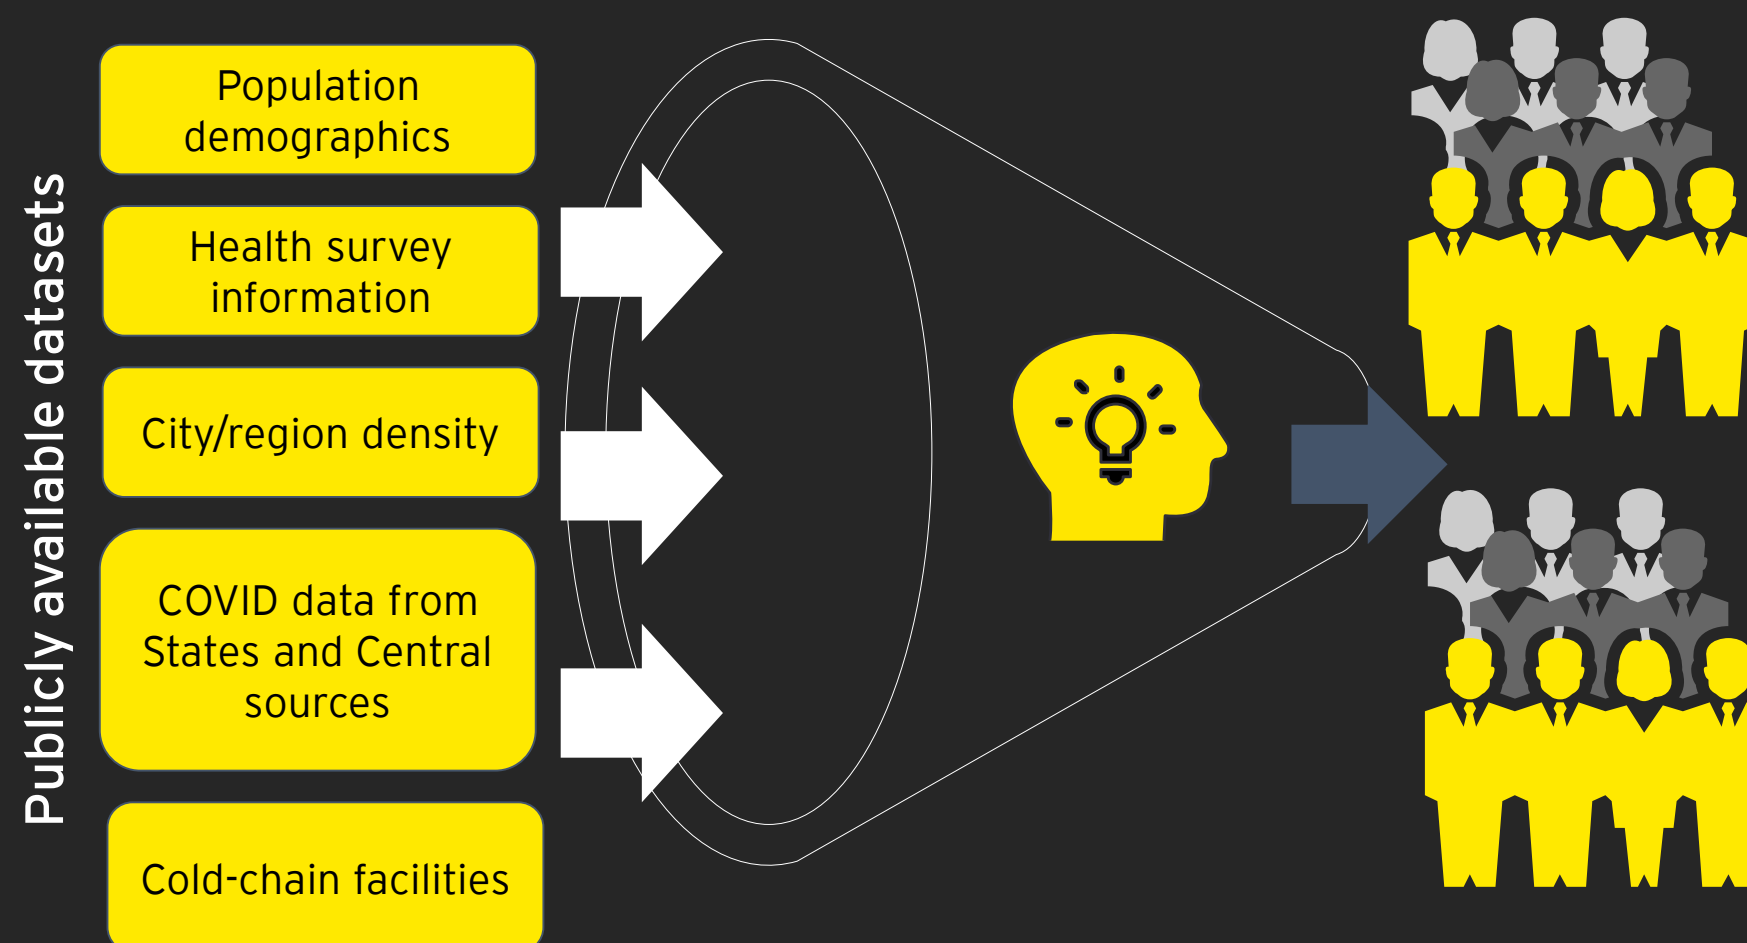 Publicly available datasets
Population
demographics
Health survey
information
City/region density
COVID data from
States and Central
sources
Cold-chain facilities